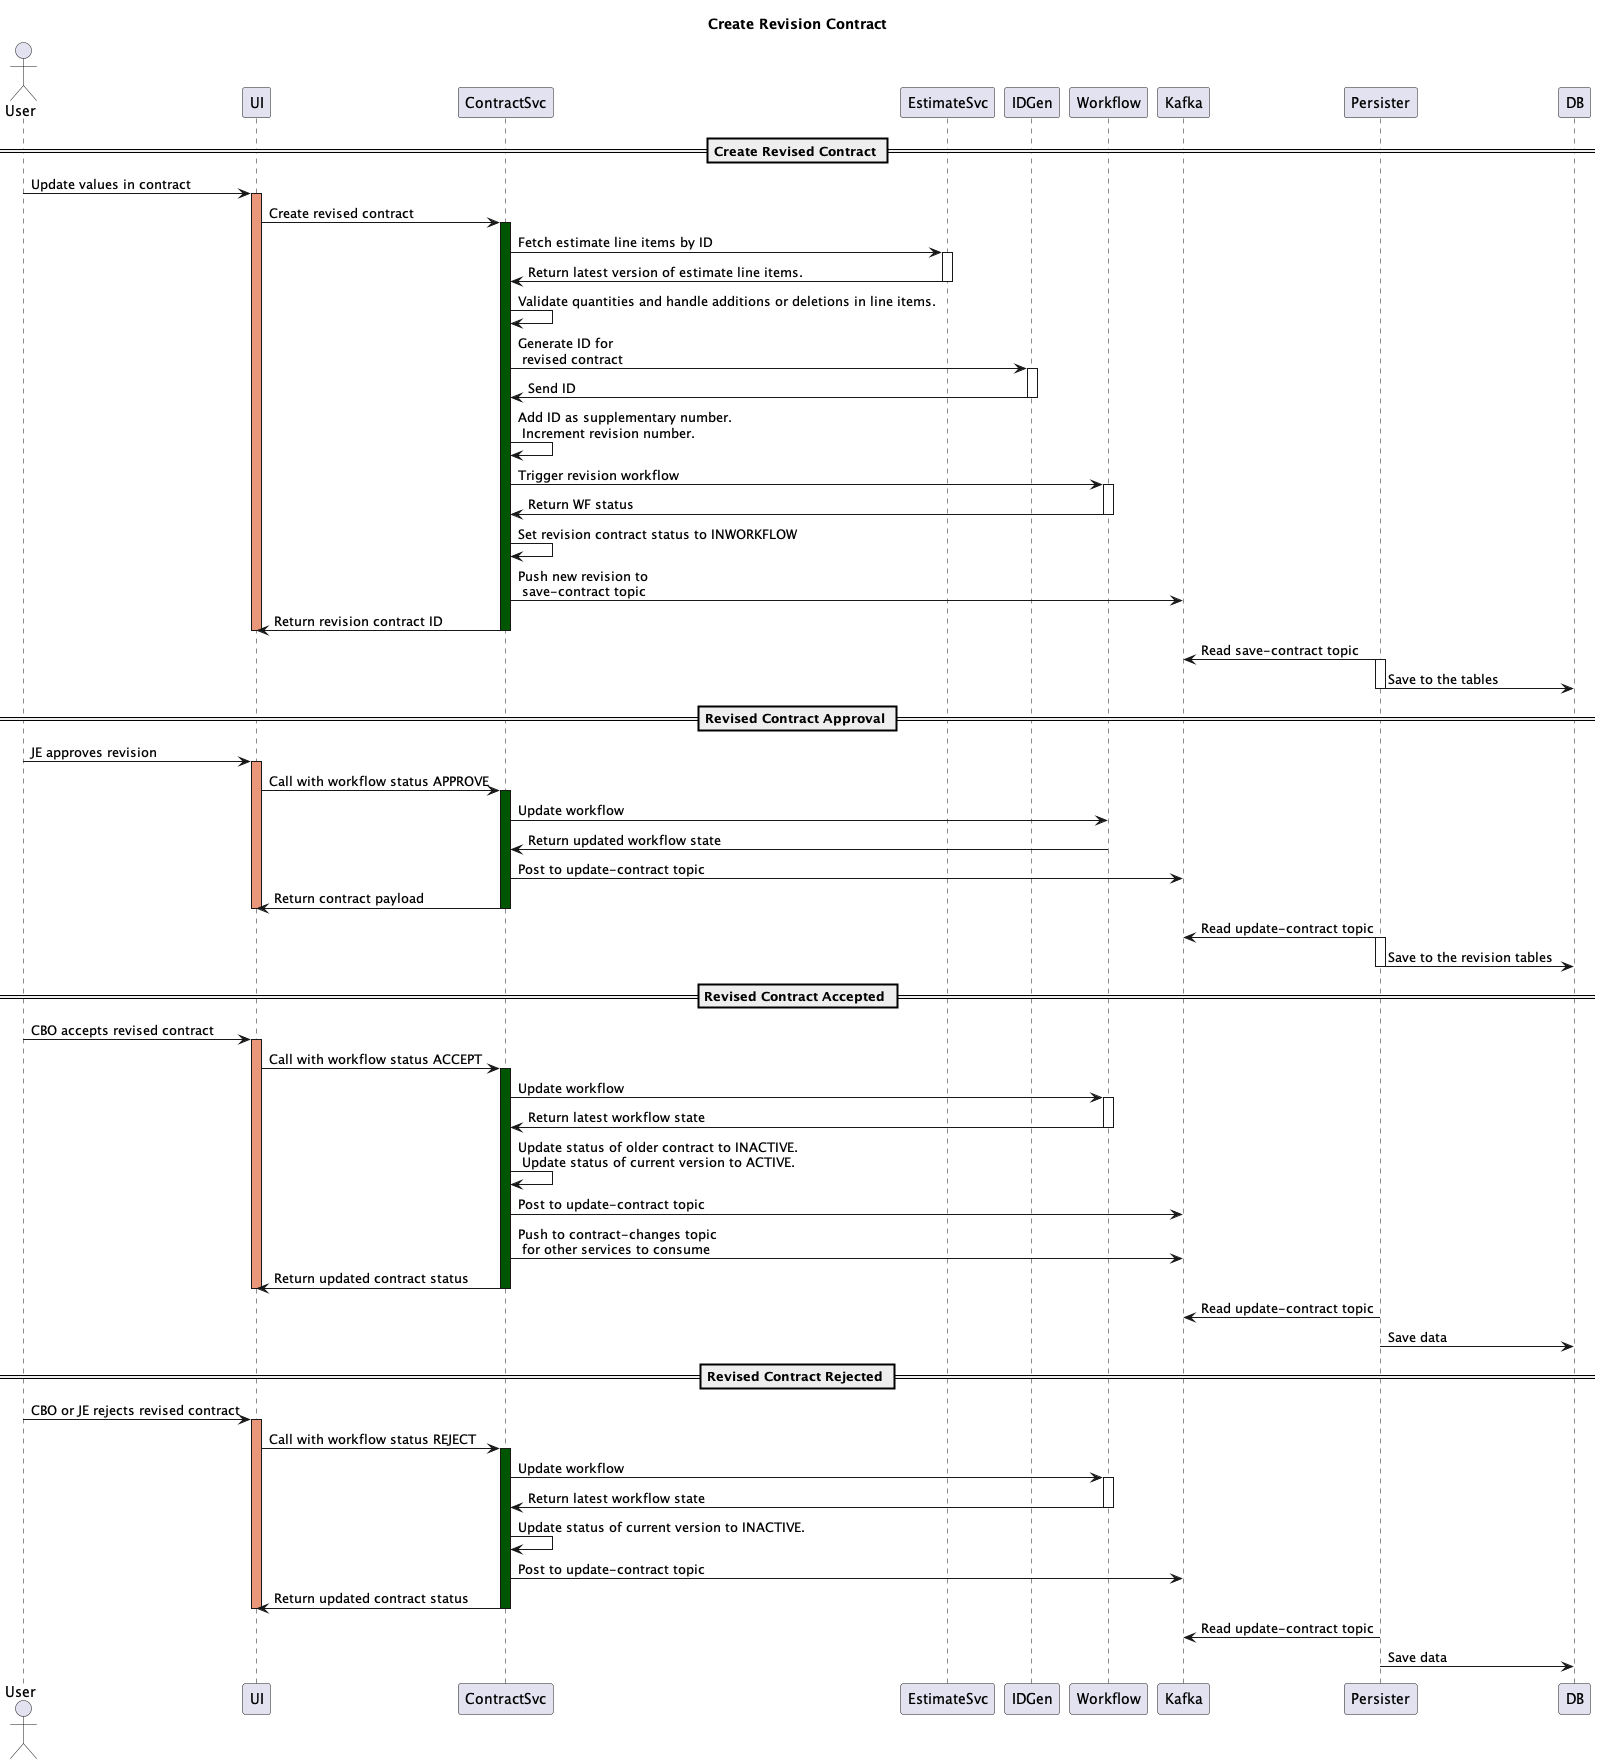 Create Revision Contract
User
UI
ContractSvc
EstimateSvc
IDGen
Workflow
Kafka
Persister
DB
Create Revised Contract
Update values in contract
Create revised contract
Fetch estimate line items by ID
Return latest version of estimate line items.
Validate quantities and handle additions or deletions in line items.
Generate ID for
revised contract
Send ID
Add ID as supplementary number.
Increment revision number.
Trigger revision workflow
Return WF status
Set revision contract status to INWORKFLOW
Push new revision to
save-contract topic
Return revision contract ID
Read save-contract topic
Save to the tables
Revised Contract Approval
JE approves revision
Call with workflow status APPROVE
Update workflow
Return updated workflow state
Post to update-contract topic
Return contract payload
Read update-contract topic
Save to the revision tables
Revised Contract Accepted
CBO accepts revised contract
Call with workflow status ACCEPT
Update workflow
Return latest workflow state
Update status of older contract to INACTIVE.
Update status of current version to ACTIVE.
Post to update-contract topic
Push to contract-changes topic
for other services to consume
Return updated contract status
Read update-contract topic
Save data
Revised Contract Rejected
CBO or JE rejects revised contract
Call with workflow status REJECT
Update workflow
Return latest workflow state
Update status of current version to INACTIVE.
Post to update-contract topic
Return updated contract status
Read update-contract topic
Save data
User
UI
ContractSvc
EstimateSvc
IDGen
Workflow
Kafka
Persister
DB